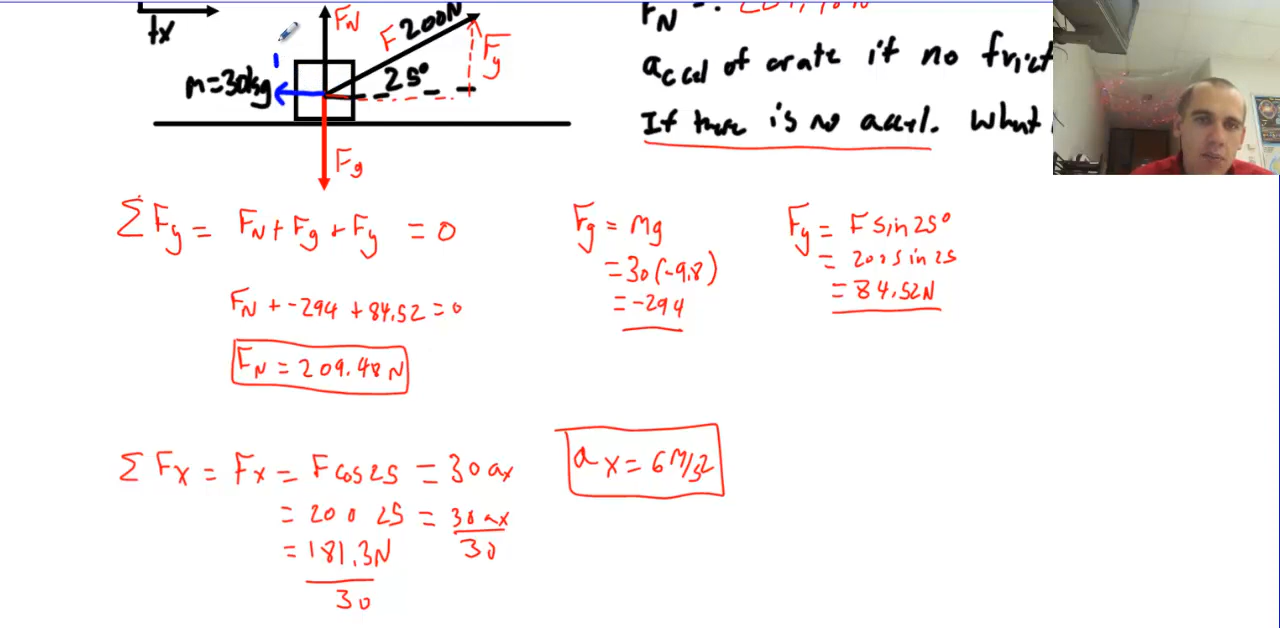 FN
F 200N
FN =
+x
Fy
m=30kg
25°
accel of crate if no frict
If there is no accel. What
Fg
ΣFy = FN + Fg + Fy = 0
Fg = Mg
= 30(-9.8)
= -294
Fy = F sin 25°
= 200 sin 25
= 84.52N
FN + -294 + 84.52 = 0
FN = 209.48 N
ΣFx = Fx = F cos 25 = 30 ax
= 200 25 = 30 ax
30
= 181.3N
30
ax = 6 M/s2